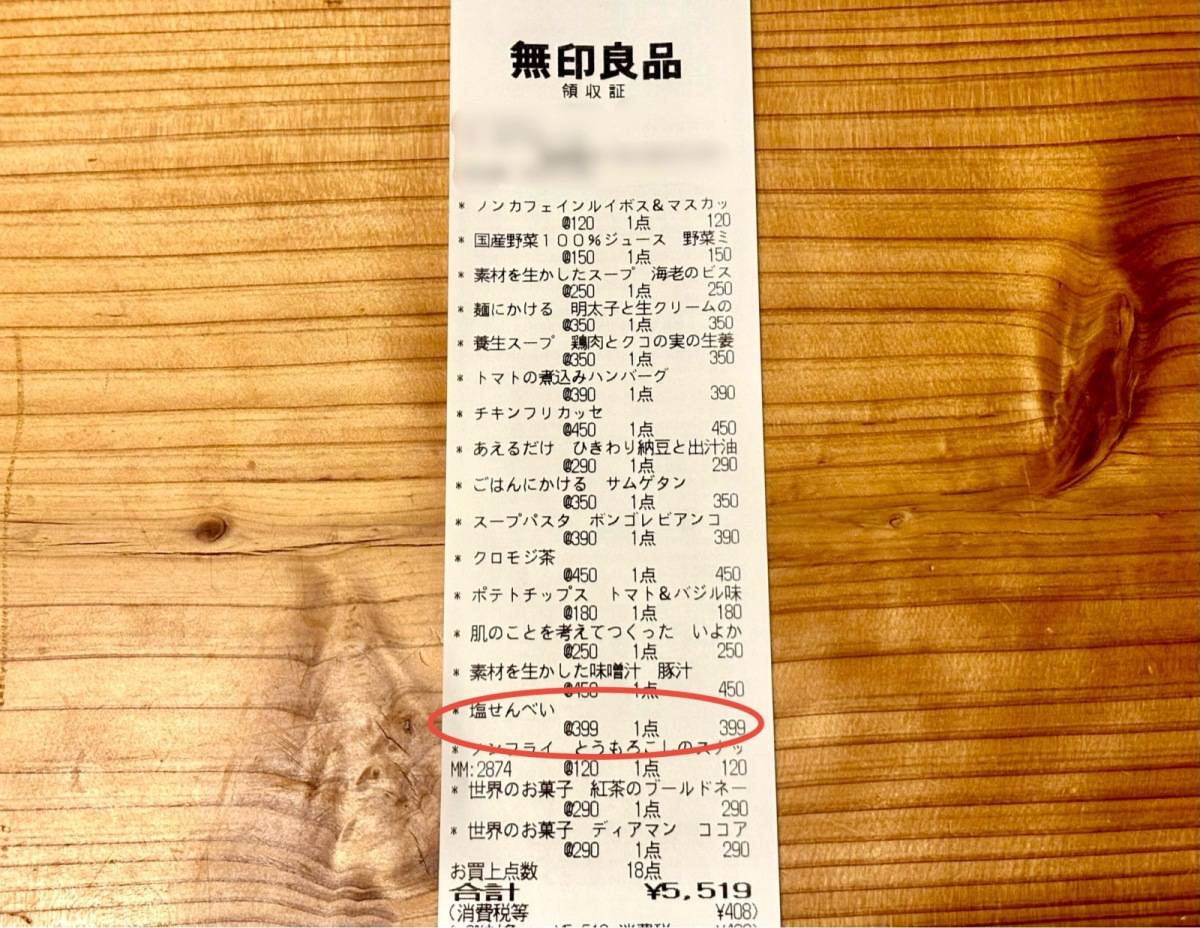 無印良品
領収証
* ノンカフェインルイボス&マスカッ
@120 1点 120
* 国産野菜100%ジュース 野菜ミ
@150 1点 150
* 素材を生かしたスープ 海老のビス
@250 1点 250
* 麺にかける 明太子と生クリームの
@350 1点 350
* 養生スープ 鶏肉とクコの実の生姜
@350 1点 350
* トマトの煮込みハンバーグ
@390 1点 390
* チキンフリカッセ
@450 1点 450
* あえるだけ ひきわり納豆と出汁油
@290 1点 290
* ごはんにかける サムゲタン
@350 1点 350
* スープパスタ ボンゴレビアンコ
@390 1点 390
* クロモジ茶
@450 1点 450
* ポテトチップス トマト&バジル味
@180 1点 180
* 肌のことを考えてつくった いよか
@250 1点 250
* 素材を生かした味噌汁 豚汁
@450 1点 450
* 塩せんべい
@399 1点 399
* ノンフライ とうもろこしのスナッ
MM:2874 @120 1点 120
* 世界のお菓子 紅茶のブールドネー
@290 1点 290
* 世界のお菓子 ディアマン ココア
@290 1点 290
お買上点数 18点
合計 ¥5,519
(消費税等 ¥408)